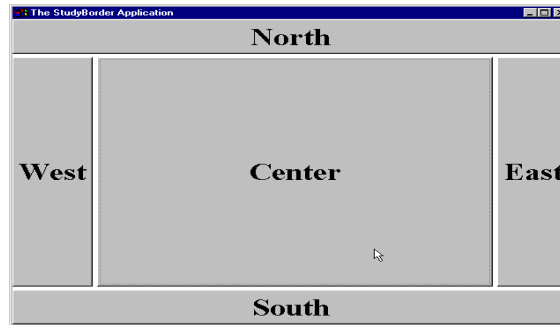 The StudyBorder Application
North
West
Center
East
South